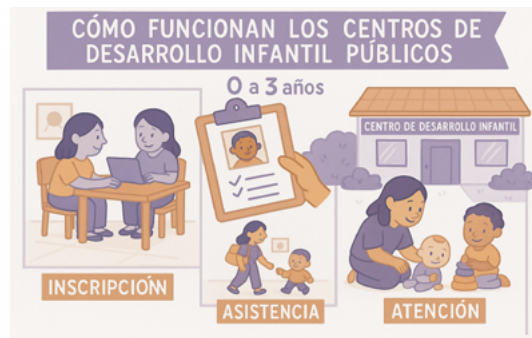 CÓMO FUNCIONAN LOS CENTROS DE
DESARROLLO INFANTIL PÚBLICOS
0 a 3 años
CENTRO DE DESARROLLO INFANTIL
INSCRIPCIÓN
ASISTENCIA
ATENCIÓN